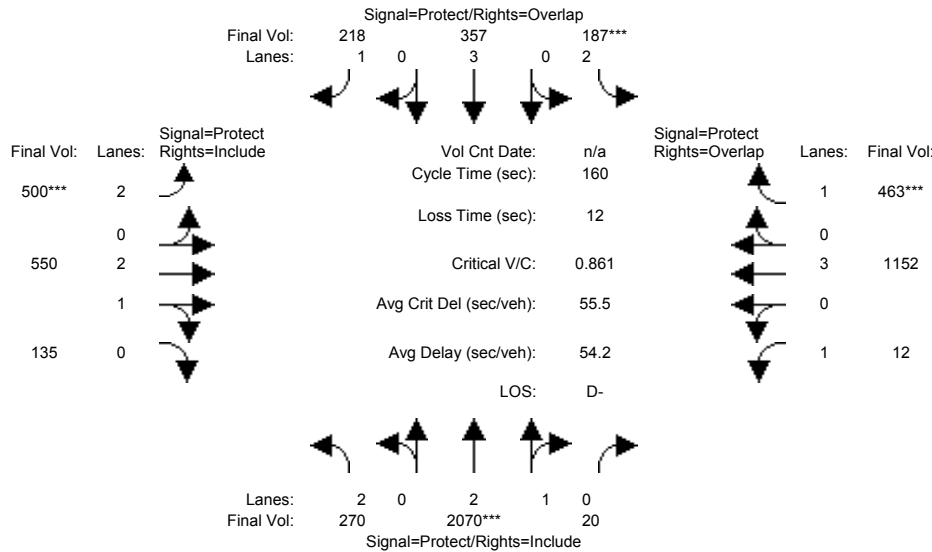 Signal=Protect/Rights=Overlap
Final Vol: 218 357 187***
Lanes: 1 0 3 0 2
Signal=Protect
Final Vol: Lanes: Rights=Include
Vol Cnt Date: n/a
Signal=Protect
Rights=Overlap Lanes: Final Vol:
Cycle Time (sec): 160
500*** 2
1 463***
Loss Time (sec): 12
0
0
550 2
Critical V/C: 0.861
3 1152
1
Avg Crit Del (sec/veh): 55.5
0
135 0
Avg Delay (sec/veh): 54.2
1 12
LOS: D-
Lanes: 2 0 2 1 0
Final Vol: 270 2070*** 20
Signal=Protect/Rights=Include